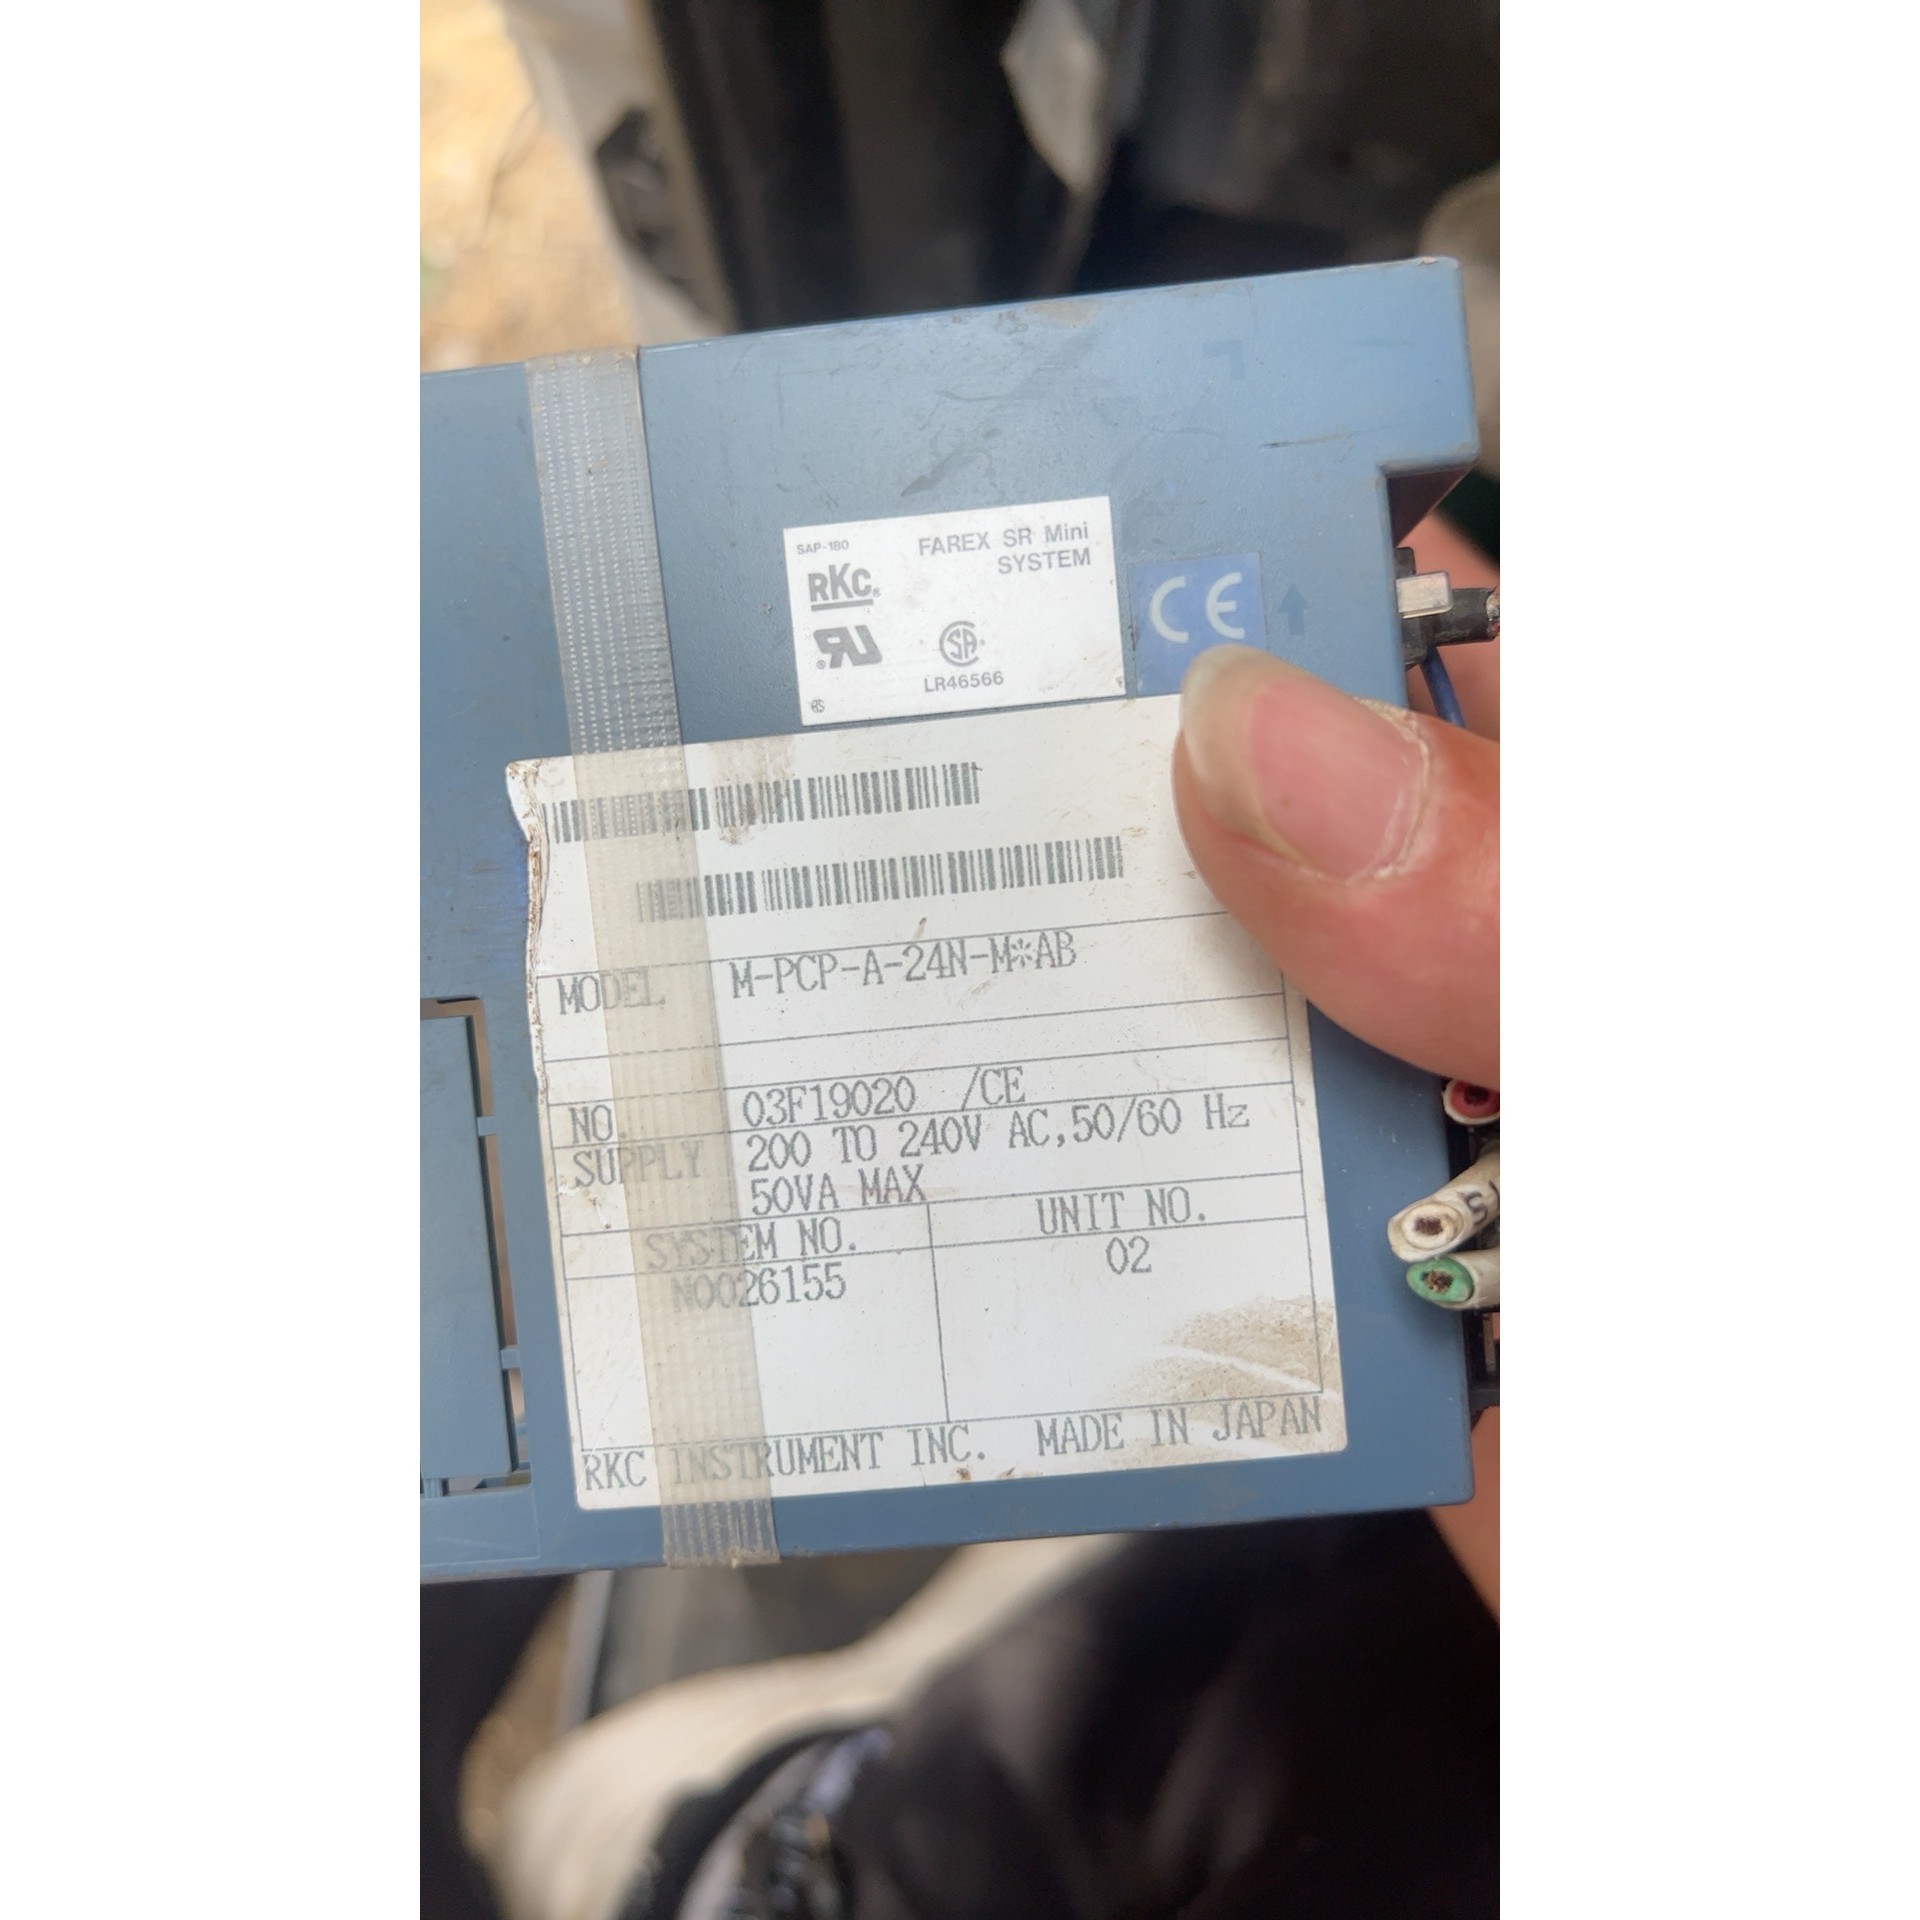 SAP-180 FAREX SR Mini
SYSTEM
RKC®
LR46566
CE
MODEL M-PCP-A-24N-M*AB
NO. 03F19020 /CE
SUPPLY 200 TO 240V AC,50/60 Hz
50VA MAX
SYSTEM NO. UNIT NO.
N0026155 02
RKC INSTRUMENT INC. MADE IN JAPAN